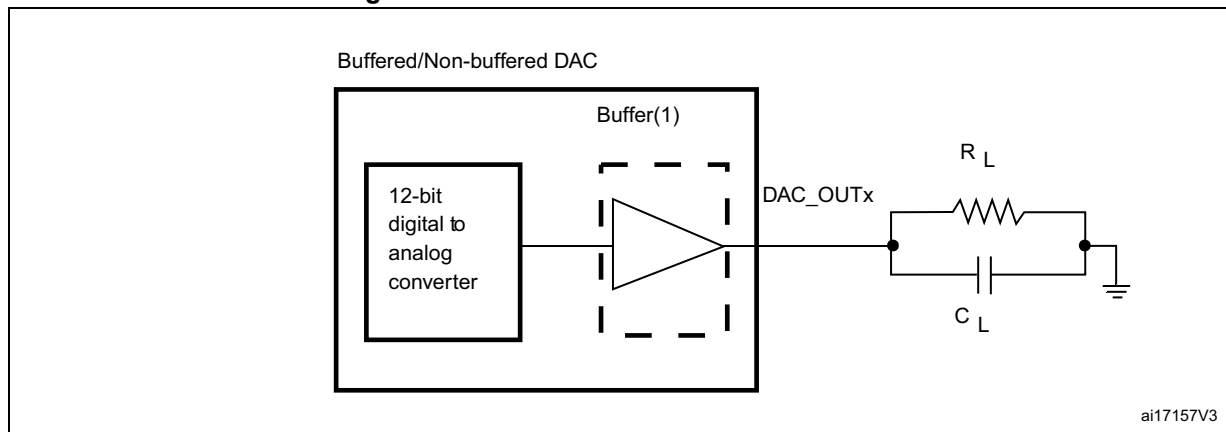 Buffered/Non-buffered DAC
Buffer(1)
12-bit
digital to
analog
converter
DAC_OUTx
R L
C L
ai17157V3